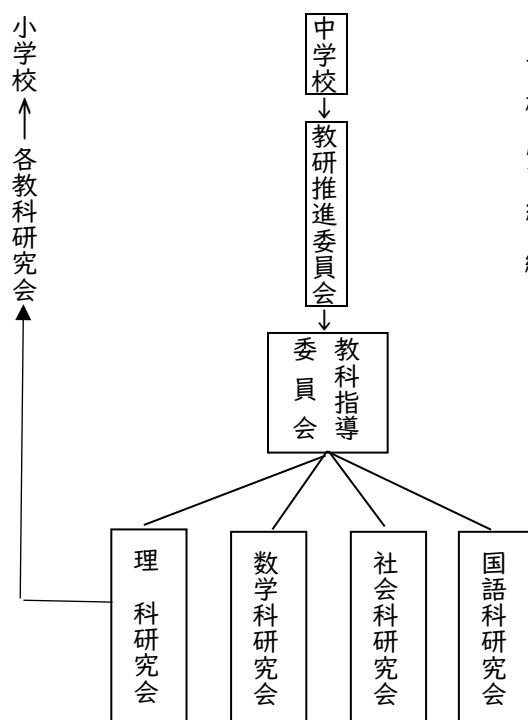 中学校
教研推進委員会
教科指導
委員会
国語科研究会
社会科研究会
数学科研究会
理科研究会
小学校
各教科研究会